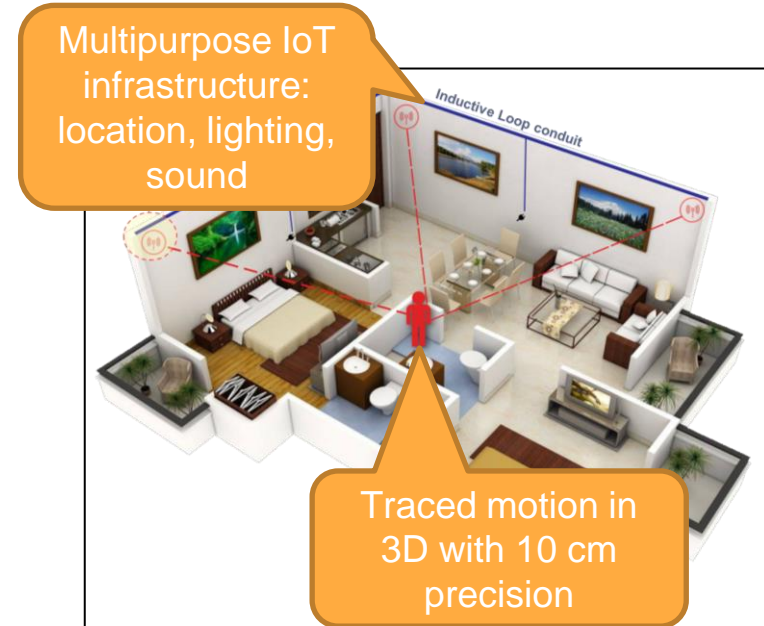 Multipurpose IoT
infrastructure:
location, lighting,
sound
Inductive Loop conduit
Traced motion in
3D with 10 cm
precision